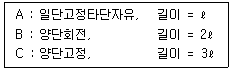 A : 일단고정타단자유, 길이 = ℓ
B : 양단회전, 길이 = 2ℓ
C : 양단고정, 길이 = 3ℓ